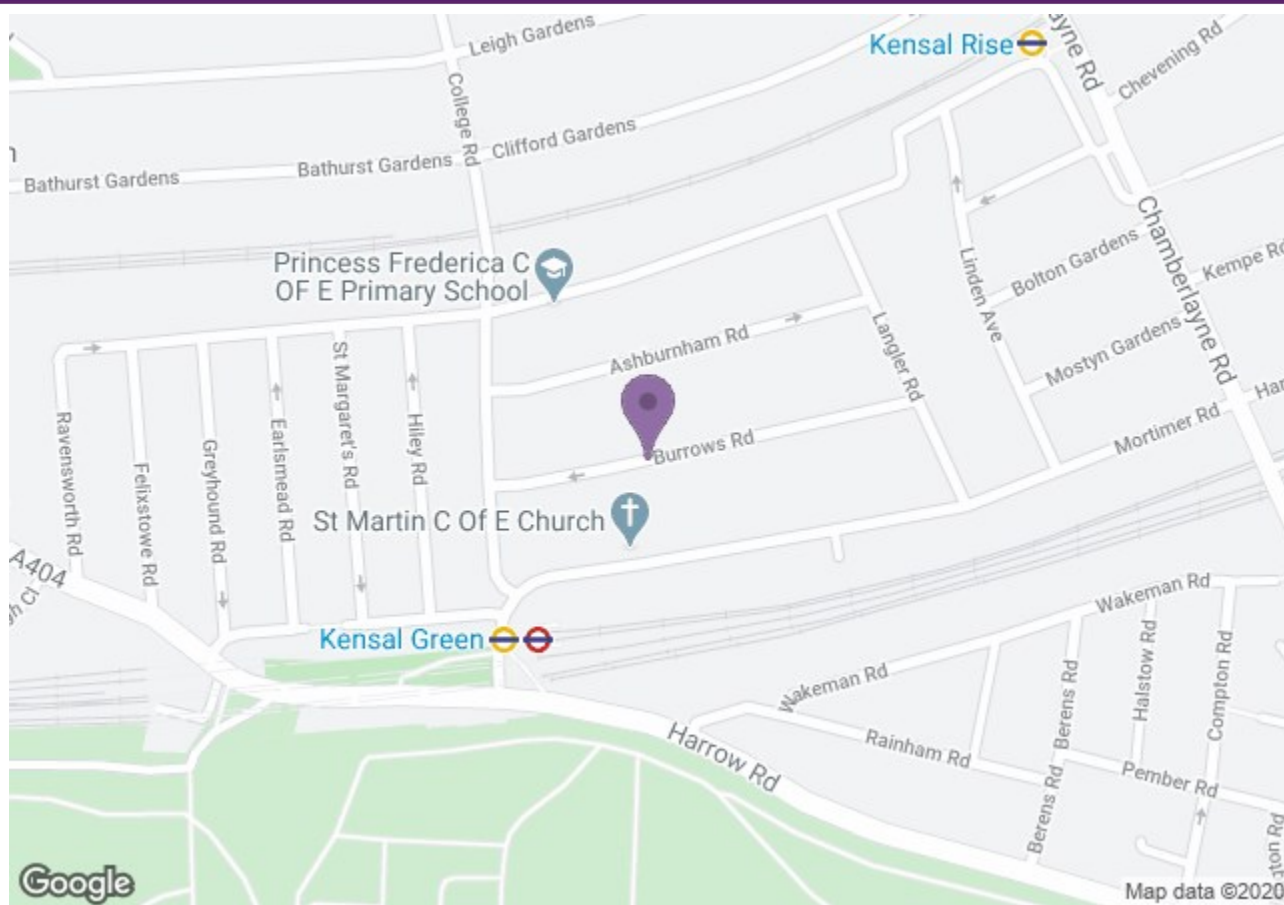 Leigh Gardens
Kensal Rise
Chevening Rd
College Rd
Clifford Gardens
Bathurst Gardens
Bathurst Gardens
Princess Frederica C
OF E Primary School
Chamberlayne Rd
Kempe Rd
Bolton Gardens
Linden Ave
Mostyn Gardens
Langler Rd
Ashburnham Rd
Mortimer Rd
Burrows Rd
St Margaret's Rd
Hiley Rd
Earlsmead Rd
Greyhound Rd
Felixstowe Rd
Ravensworth Rd
St Martin C Of E Church
A404
Kensal Green
Wakeman Rd
Wakeman Rd
Halstow Rd
Compton Rd
Berens Rd
Rainham Rd
Harrow Rd
Pember Rd
Berens Rd
Google
Map data ©2020